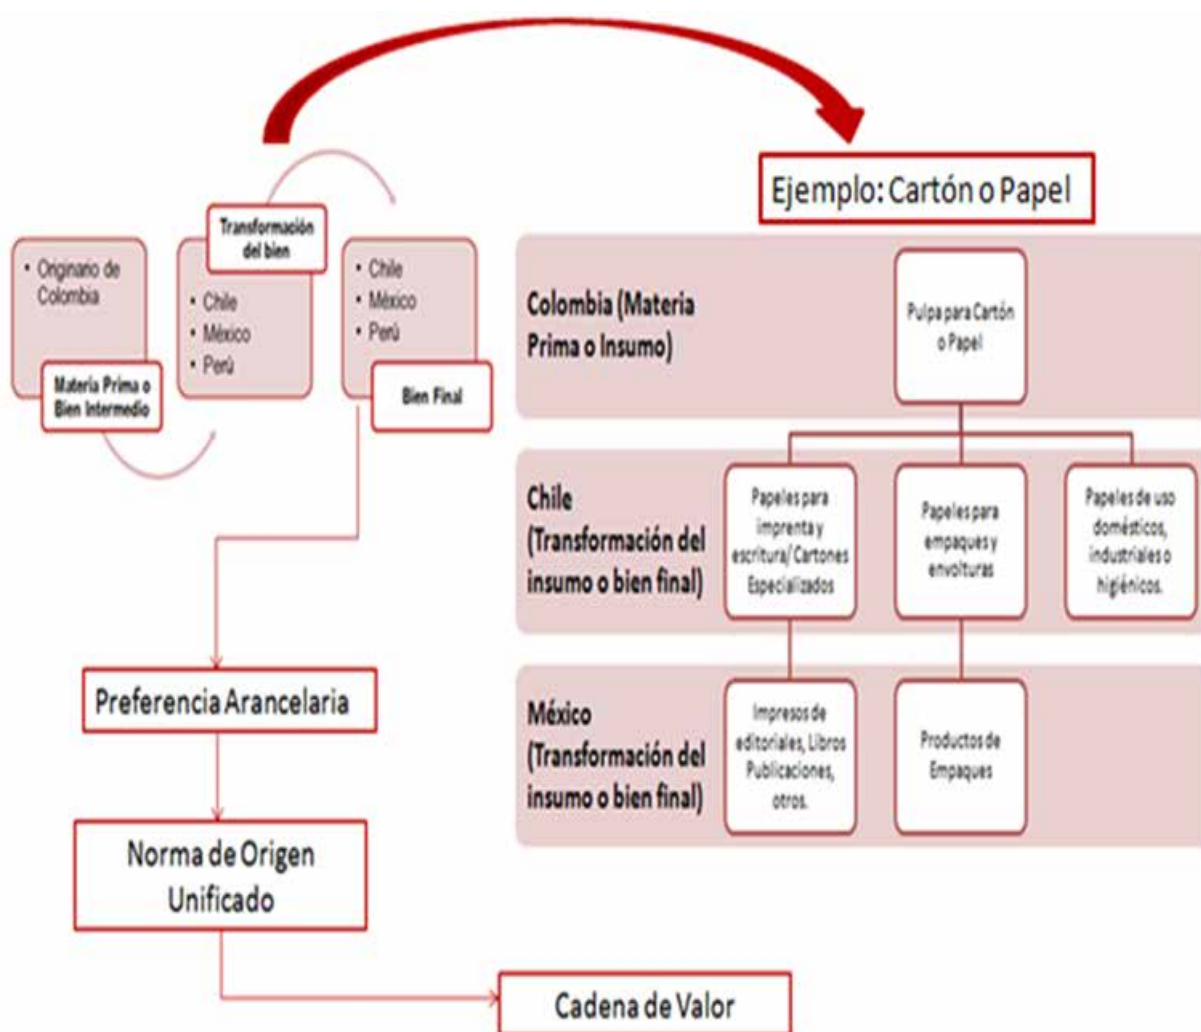 Ejemplo: Cartón o Papel
• Originario de
Colombia
Materia Prima o
Bien Intermedio
Transformación
del bien
• Chile
• México
• Perú
• Chile
• México
• Perú
Bien Final
Preferencia Arancelaria
Norma de Origen
Unificado
Cadena de Valor
Colombia (Materia
Prima o Insumo)
Pulpa para Cartón
o Papel
Chile
(Transformación del
insumo o bien final)
Papeles para
imprenta y
escritura/ Cartones
Especializados
Papeles para
empaques y
envolturas
Papeles de uso
domésticos,
industriales o
higiénicos.
México
(Transformación del
insumo o bien final)
Impresos de
editoriales, Libros
Publicaciones,
otros.
Productos de
Empaques